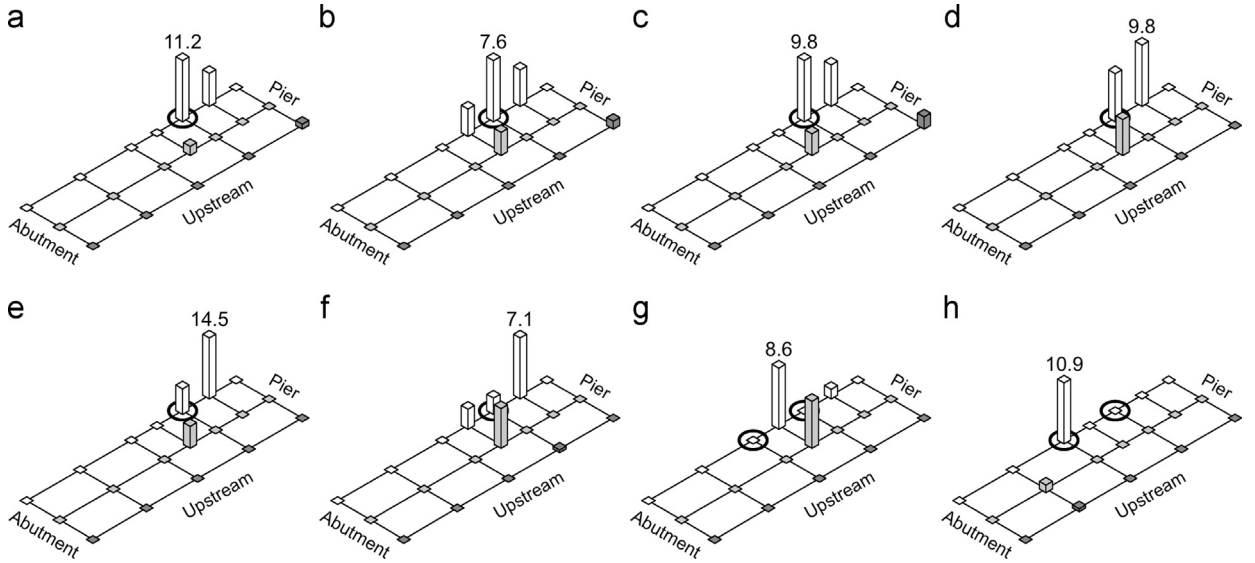 a
11.2
Pier
Upstream
Abutment
b
7.6
Pier
Upstream
Abutment
c
9.8
Pier
Upstream
Abutment
d
9.8
Pier
Upstream
Abutment
e
14.5
Pier
Upstream
Abutment
f
7.1
Pier
Upstream
Abutment
g
8.6
Pier
Upstream
Abutment
h
10.9
Pier
Upstream
Abutment